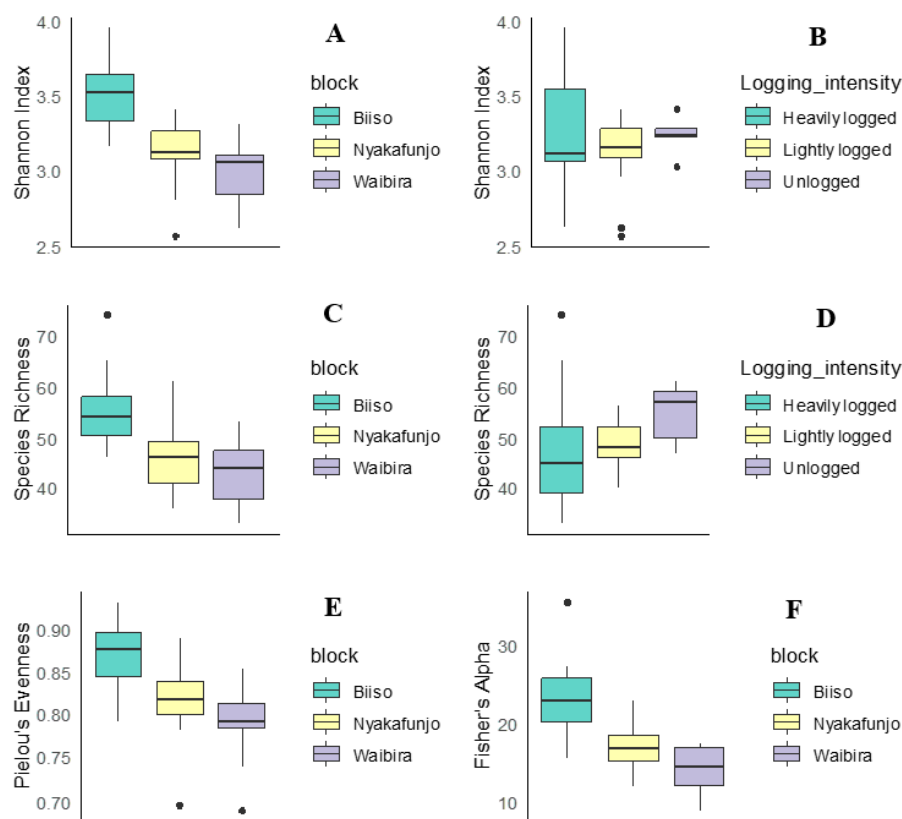 A
Shannon Index
4.0
3.5
3.0
2.5
block
Biiso
Nyakafunjo
Waibira
B
Shannon Index
4.0
3.5
3.0
2.5
Logging_intensity
Heavily logged
Lightly logged
Unlogged
C
Species Richness
70
60
50
40
block
Biiso
Nyakafunjo
Waibira
D
Species Richness
70
60
50
40
Logging_intensity
Heavily logged
Lightly logged
Unlogged
E
Pielou's Evenness
0.90
0.85
0.80
0.75
0.70
block
Biiso
Nyakafunjo
Waibira
F
Fisher's Alpha
30
20
10
block
Biiso
Nyakafunjo
Waibira